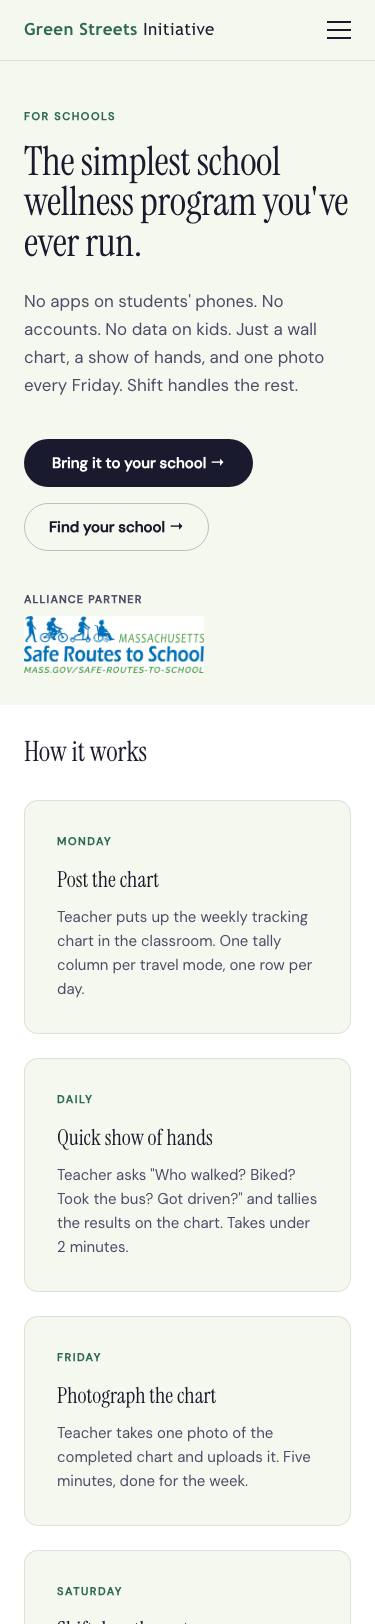 Green Streets Initiative
FOR SCHOOLS
The simplest school
wellness program you've
ever run.
No apps on students' phones. No
accounts. No data on kids. Just a wall
chart, a show of hands, and one photo
every Friday. Shift handles the rest.
Bring it to your school →
Find your school →
ALLIANCE PARTNER
MASSACHUSETTS
Safe Routes to School
MASS.GOV/SAFE-ROUTES-TO-SCHOOL
How it works
MONDAY
Post the chart
Teacher puts up the weekly tracking
chart in the classroom. One tally
column per travel mode, one row per
day.
DAILY
Quick show of hands
Teacher asks "Who walked? Biked?
Took the bus? Got driven?" and tallies
the results on the chart. Takes under
2 minutes.
FRIDAY
Photograph the chart
Teacher takes one photo of the
completed chart and uploads it. Five
minutes, done for the week.
SATURDAY